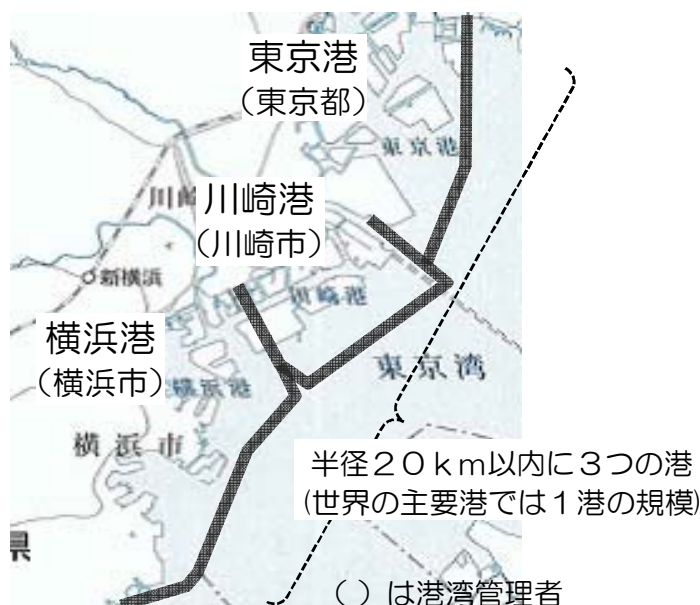 東京港
（東京都）
東京港
川崎
川崎港
（川崎市）
新横浜
川崎港
横浜港
（横浜市）
横浜港
東京湾
横浜市
半径２０ｋｍ以内に３つの港
(世界の主要港では１港の規模)
県
（）は港湾管理者